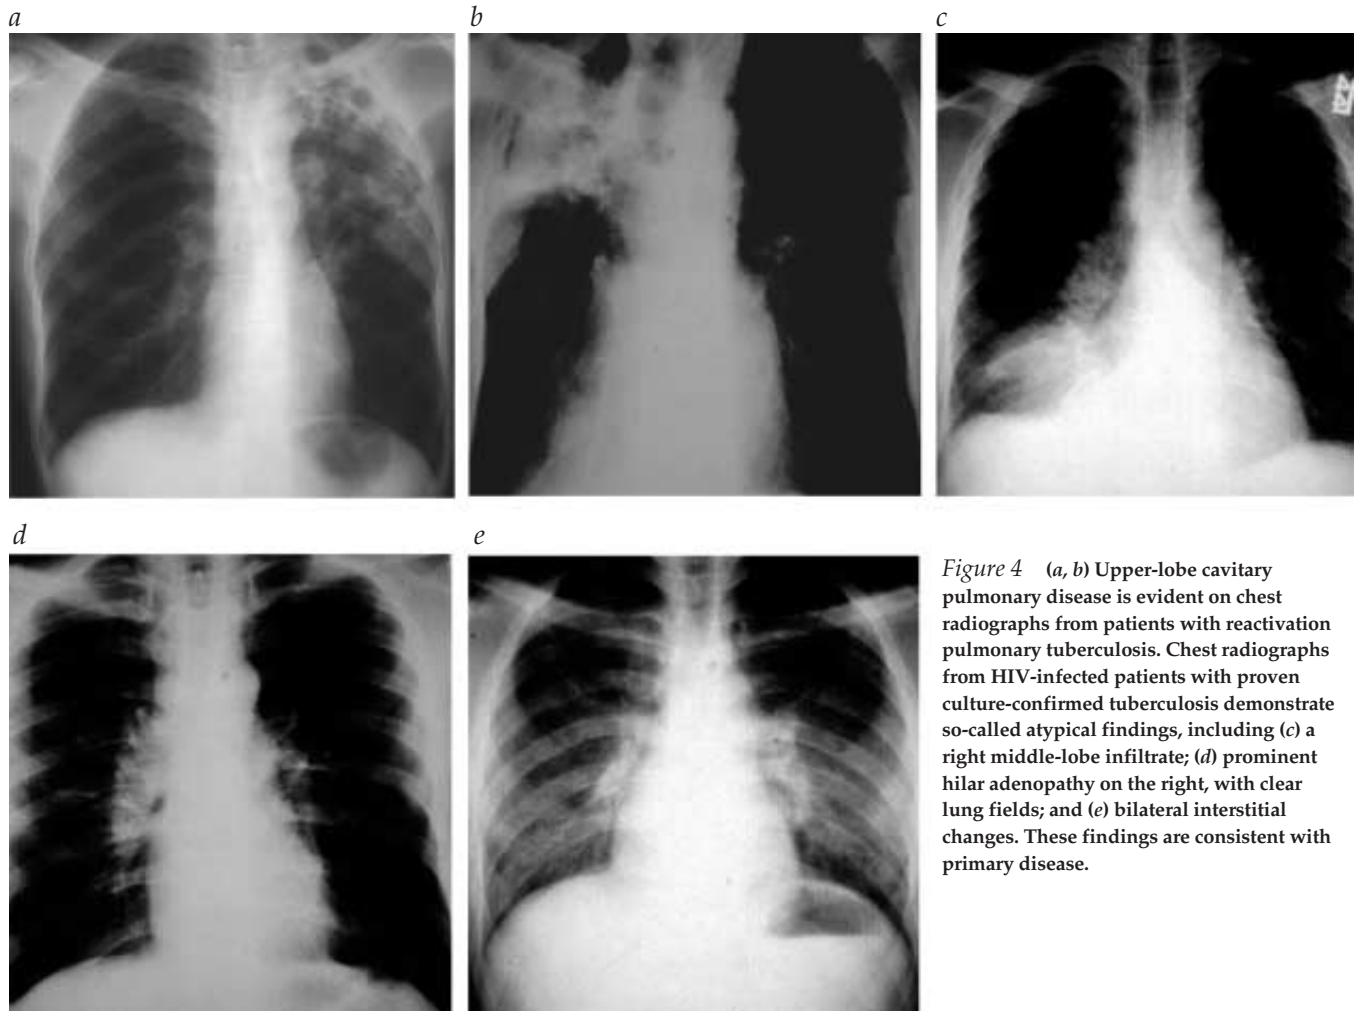 a
b
c
d
e
Figure 4 (a, b) Upper-lobe cavitary
pulmonary disease is evident on chest
radiographs from patients with reactivation
pulmonary tuberculosis. Chest radiographs
from HIV-infected patients with proven
culture-confirmed tuberculosis demonstrate
so-called atypical findings, including (c) a
right middle-lobe infiltrate; (d) prominent
hilar adenopathy on the right, with clear
lung fields; and (e) bilateral interstitial
changes. These findings are consistent with
primary disease.